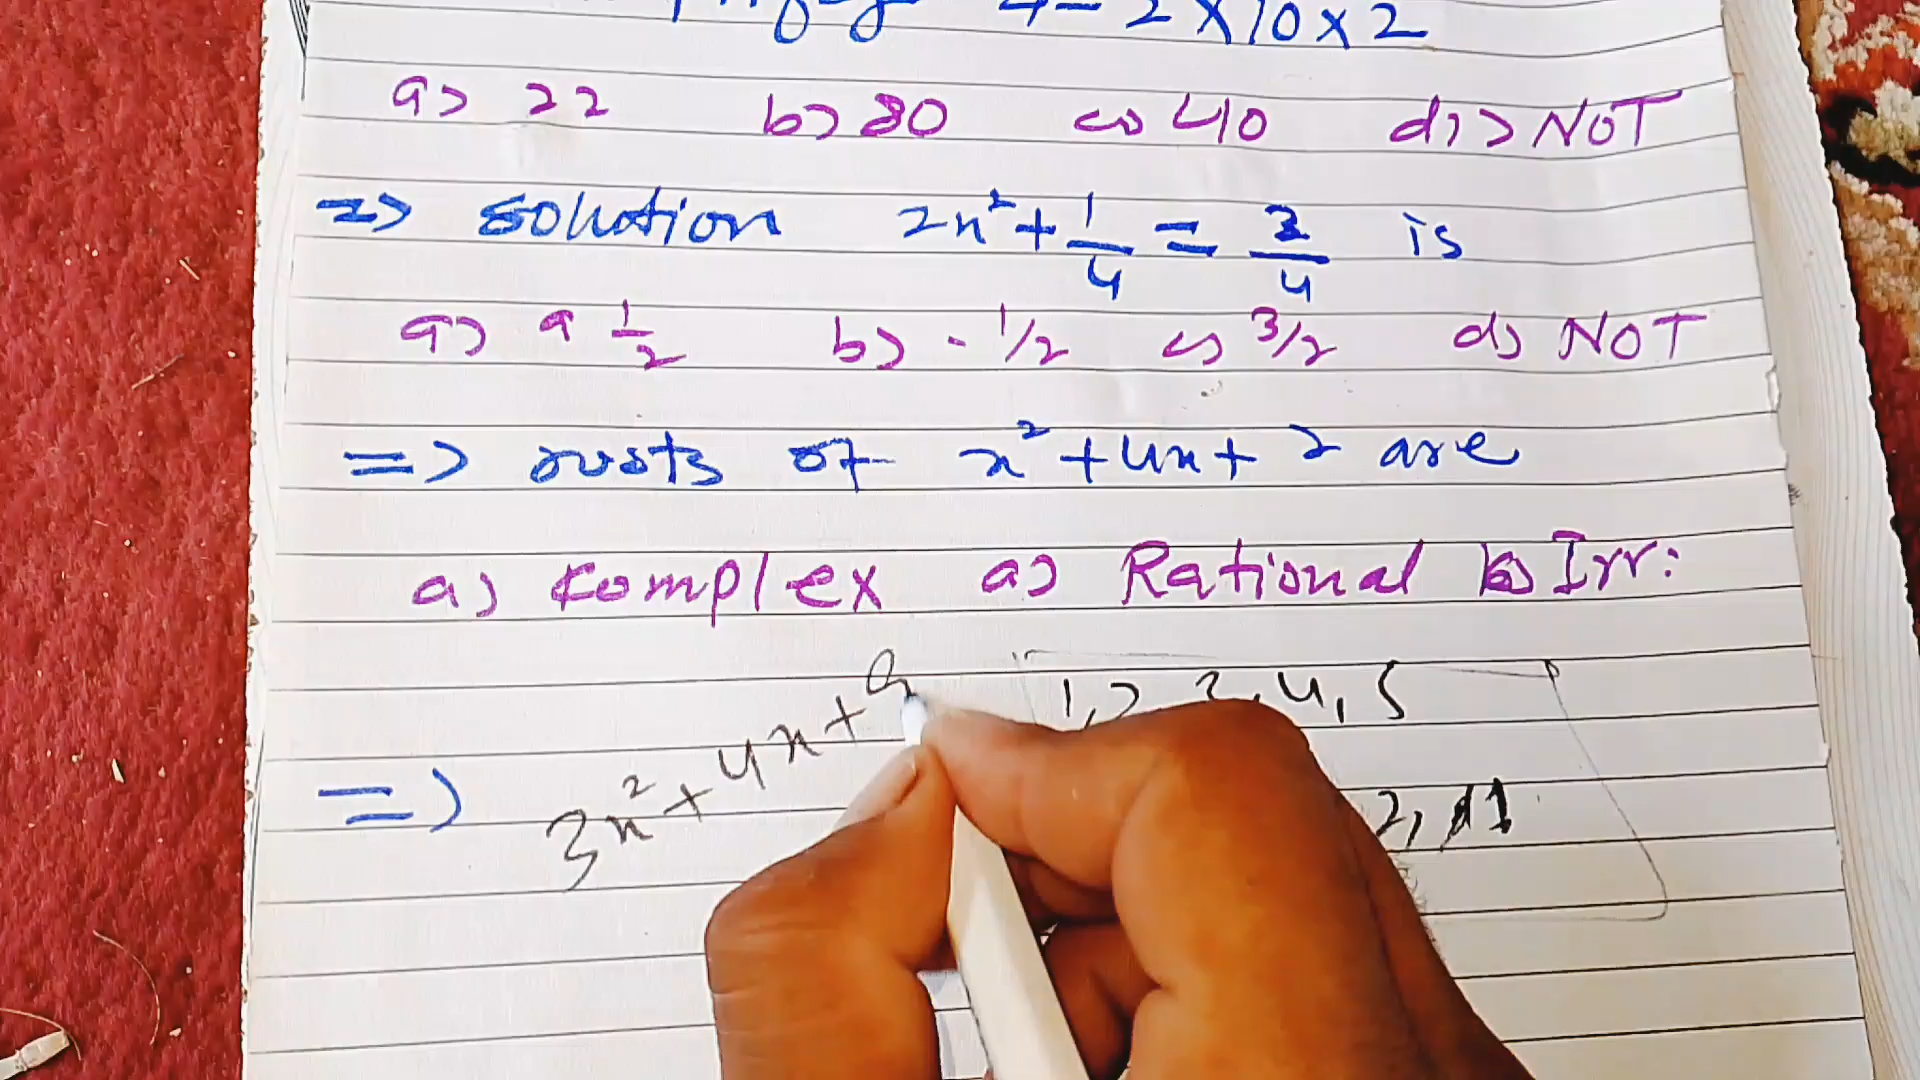 4-2×10×2
a) 22 b) 80 c) 40 d) NOT
=> solution 2x²+1/4 = 3/4 is
a) 9 1/2 b) -1/2 c) 3/2 d) NOT
=> roots of x²+4x+2 are
a) Complex a) Rational b) Irr:
1, 2, 4, 5
=> 3x²+4x+
2,